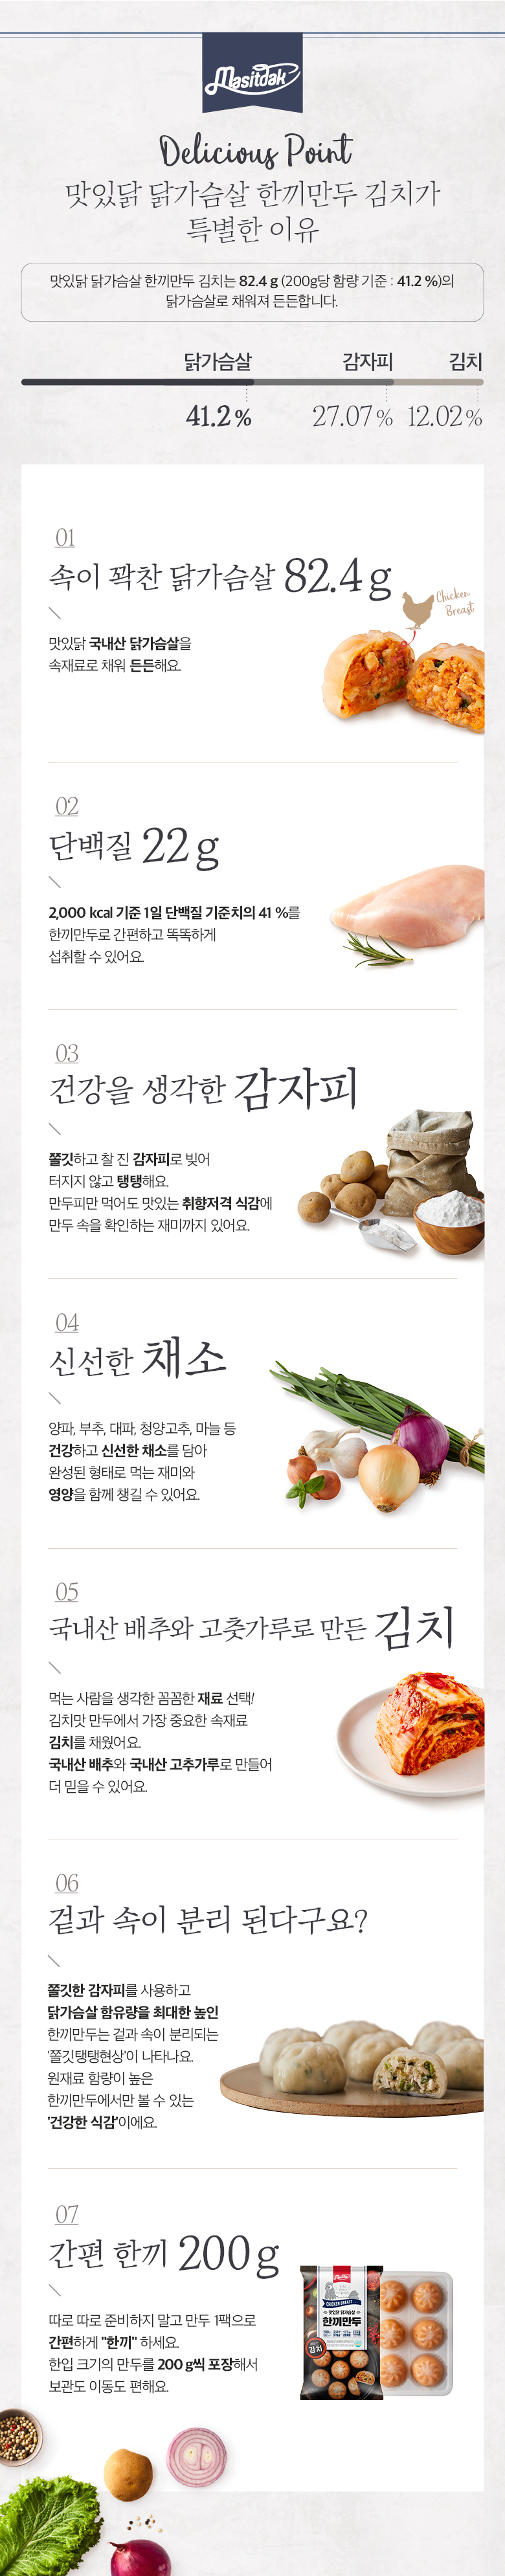 Masitdak
Delicious Point
맛있닭 닭가슴살 한끼만두 김치가
특별한 이유
맛있닭 닭가슴살 한끼만두 김치는 82.4 g (200g당 함량 기준 : 41.2 %)의
닭가슴살로 채워져 든든합니다.
닭가슴살 감자피 김치
41.2 % 27.07 % 12.02 %
01
속이 꽉찬 닭가슴살 82.4 g
Chicken
Breast
맛있닭 국내산 닭가슴살을
속재료로 채워 든든해요.
02
단백질 22 g
2,000 kcal 기준 1일 단백질 기준치의 41 %를
한끼만두로 간편하고 똑똑하게
섭취할 수 있어요.
03
건강을 생각한 감자피
쫄깃하고 찰 진 감자피로 빚어
터지지 않고 탱탱해요.
만두피만 먹어도 맛있는 취향저격 식감에
만두 속을 확인하는 재미까지 있어요.
04
신선한 채소
양파, 부추, 대파, 청양고추, 마늘 등
건강하고 신선한 채소를 담아
완성된 형태로 먹는 재미와
영양을 함께 챙길 수 있어요.
05
국내산 배추와 고춧가루로 만든 김치
먹는 사람을 생각한 꼼꼼한 재료 선택!
김치맛 만두에서 가장 중요한 속재료
김치를 채웠어요.
국내산 배추와 국내산 고추가루로 만들어
더 믿을 수 있어요.
06
겉과 속이 분리 된다구요?
쫄깃한 감자피를 사용하고
닭가슴살 함유량을 최대한 높인
한끼만두는 겉과 속이 분리되는
'쫄깃탱탱현상'이 나타나요.
원재료 함량이 높은
한끼만두에서만 볼 수 있는
'건강한 식감'이에요.
07
간편 한끼 200 g
따로 따로 준비하지 말고 만두 1팩으로
간편하게 "한끼" 하세요.
한입 크기의 만두를 200 g씩 포장해서
보관도 이동도 편해요.
CHICKEN BREAST
맛있닭 닭가슴살
한끼만두
김치